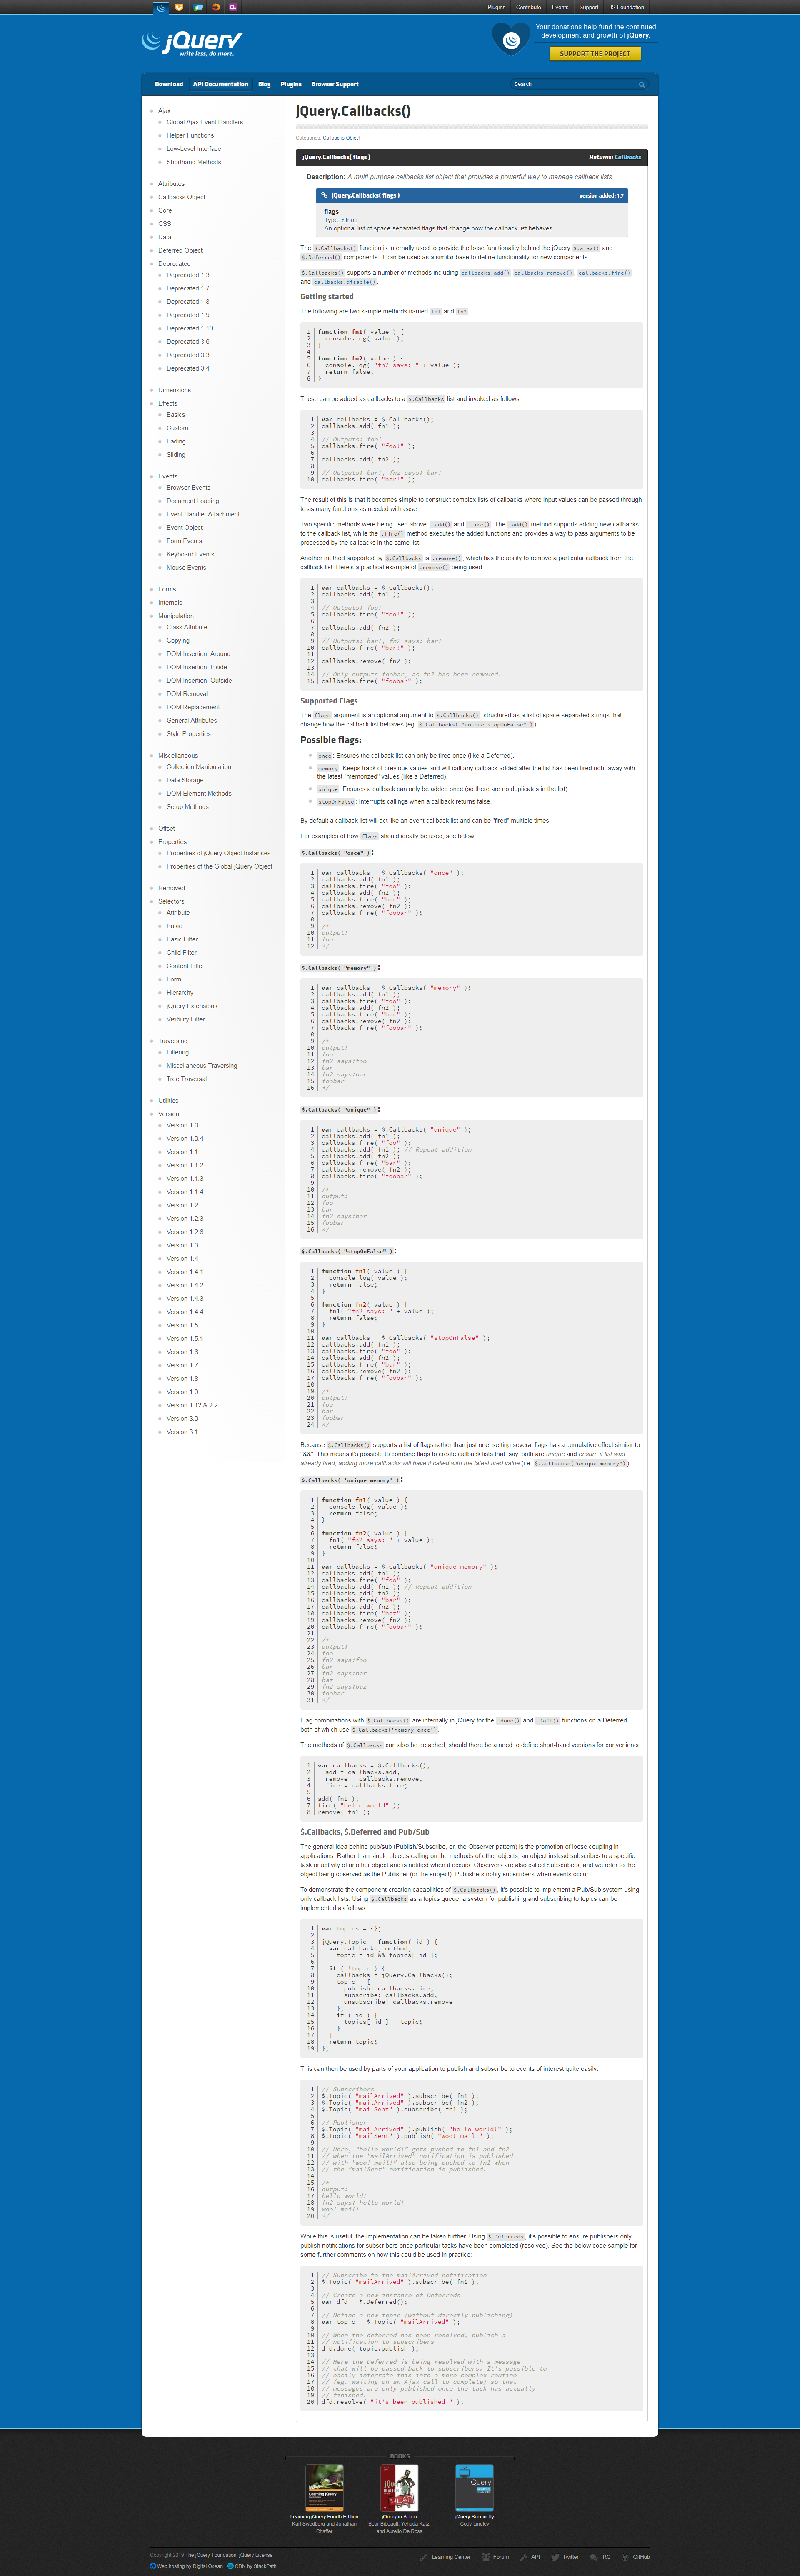 Plugins Contribute Events Support JS Foundation
jQuery
write less, do more.
Your donations help fund the continued
development and growth of jQuery.
SUPPORT THE PROJECT
Download API Documentation Blog Plugins Browser Support
Search
Ajax
Global Ajax Event Handlers
Helper Functions
Low-Level Interface
Shorthand Methods
Attributes
Callbacks Object
Core
CSS
Data
Deferred Object
Deprecated
Deprecated 1.3
Deprecated 1.7
Deprecated 1.8
Deprecated 1.9
Deprecated 1.10
Deprecated 3.0
Deprecated 3.3
Deprecated 3.4
Dimensions
Effects
Basics
Custom
Fading
Sliding
Events
Browser Events
Document Loading
Event Handler Attachment
Event Object
Form Events
Keyboard Events
Mouse Events
Forms
Internals
Manipulation
Class Attribute
Copying
DOM Insertion, Around
DOM Insertion, Inside
DOM Insertion, Outside
DOM Removal
DOM Replacement
General Attributes
Style Properties
Miscellaneous
Collection Manipulation
Data Storage
DOM Element Methods
Setup Methods
Offset
Properties
Properties of jQuery Object Instances
Properties of the Global jQuery Object
Removed
Selectors
Attribute
Basic
Basic Filter
Child Filter
Content Filter
Form
Hierarchy
jQuery Extensions
Visibility Filter
Traversing
Filtering
Miscellaneous Traversing
Tree Traversal
Utilities
Version
Version 1.0
Version 1.0.4
Version 1.1
Version 1.1.2
Version 1.1.3
Version 1.1.4
Version 1.2
Version 1.2.3
Version 1.2.6
Version 1.3
Version 1.4
Version 1.4.1
Version 1.4.2
Version 1.4.3
Version 1.4.4
Version 1.5
Version 1.5.1
Version 1.6
Version 1.7
Version 1.8
Version 1.9
Version 1.12 & 2.2
Version 3.0
Version 3.1
jQuery.Callbacks()
Categories: Callbacks Object
jQuery.Callbacks( flags ) Returns: Callbacks
Description: A multi-purpose callbacks list object that provides a powerful way to manage callback lists.
jQuery.Callbacks( flags ) version added: 1.7
flags
Type: String
An optional list of space-separated flags that change how the callback list behaves.
The $.Callbacks() function is internally used to provide the base functionality behind the jQuery $.ajax() and
$.Deferred() components. It can be used as a similar base to define functionality for new components.
$.Callbacks() supports a number of methods including callbacks.add(), callbacks.remove(), callbacks.fire()
and callbacks.disable().
Getting started
The following are two sample methods named fn1 and fn2:
1 function fn1( value ) {
2 console.log( value );
3 }
4
5 function fn2( value ) {
6 console.log( "fn2 says: " + value );
7 return false;
8 }
These can be added as callbacks to a $.Callbacks list and invoked as follows:
1 var callbacks = $.Callbacks();
2 callbacks.add( fn1 );
3
4 // Outputs: foo!
5 callbacks.fire( "foo!" );
6
7 callbacks.add( fn2 );
8
9 // Outputs: bar!, fn2 says: bar!
10 callbacks.fire( "bar!" );
The result of this is that it becomes simple to construct complex lists of callbacks where input values can be passed through
to as many functions as needed with ease.
Two specific methods were being used above: .add() and .fire(). The .add() method supports adding new callbacks
to the callback list, while the .fire() method executes the added functions and provides a way to pass arguments to be
processed by the callbacks in the same list.
Another method supported by $.Callbacks is .remove(), which has the ability to remove a particular callback from the
callback list. Here's a practical example of .remove() being used:
1 var callbacks = $.Callbacks();
2 callbacks.add( fn1 );
3
4 // Outputs: foo!
5 callbacks.fire( "foo!" );
6
7 callbacks.add( fn2 );
8
9 // Outputs: bar!, fn2 says: bar!
10 callbacks.fire( "bar!" );
11
12 callbacks.remove( fn2 );
13
14 // Only outputs foobar, as fn2 has been removed.
15 callbacks.fire( "foobar" );
Supported Flags
The flags argument is an optional argument to $.Callbacks(), structured as a list of space-separated strings that
change how the callback list behaves (eg. $.Callbacks( "unique stopOnFalse" )).
Possible flags:
once: Ensures the callback list can only be fired once (like a Deferred).
memory: Keeps track of previous values and will call any callback added after the list has been fired right away with
the latest "memorized" values (like a Deferred).
unique: Ensures a callback can only be added once (so there are no duplicates in the list).
stopOnFalse: Interrupts callings when a callback returns false.
By default a callback list will act like an event callback list and can be "fired" multiple times.
For examples of how flags should ideally be used, see below:
$.Callbacks( "once" ):
1 var callbacks = $.Callbacks( "once" );
2 callbacks.add( fn1 );
3 callbacks.fire( "foo" );
4 callbacks.add( fn2 );
5 callbacks.fire( "bar" );
6 callbacks.remove( fn2 );
7 callbacks.fire( "foobar" );
8
9 /*
10 output:
11 foo
12 */
$.Callbacks( "memory" ):
1 var callbacks = $.Callbacks( "memory" );
2 callbacks.add( fn1 );
3 callbacks.fire( "foo" );
4 callbacks.add( fn2 );
5 callbacks.fire( "bar" );
6 callbacks.remove( fn2 );
7 callbacks.fire( "foobar" );
8
9 /*
10 output:
11 foo
12 fn2 says:foo
13 bar
14 fn2 says:bar
15 foobar
16 */
$.Callbacks( "unique" ):
1 var callbacks = $.Callbacks( "unique" );
2 callbacks.add( fn1 );
3 callbacks.fire( "foo" );
4 callbacks.add( fn1 ); // Repeat addition
5 callbacks.add( fn2 );
6 callbacks.fire( "bar" );
7 callbacks.remove( fn2 );
8 callbacks.fire( "foobar" );
9
10 /*
11 output:
12 foo
13 bar
14 fn2 says:bar
15 foobar
16 */
$.Callbacks( "stopOnFalse" ):
1 function fn1( value ) {
2 console.log( value );
3 return false;
4 }
5
6 function fn2( value ) {
7 fn1( "fn2 says: " + value );
8 return false;
9 }
10
11 var callbacks = $.Callbacks( "stopOnFalse" );
12 callbacks.add( fn1 );
13 callbacks.fire( "foo" );
14 callbacks.add( fn2 );
15 callbacks.fire( "bar" );
16 callbacks.remove( fn2 );
17 callbacks.fire( "foobar" );
18
19 /*
20 output:
21 foo
22 bar
23 foobar
24 */
Because $.Callbacks() supports a list of flags rather than just one, setting several flags has a cumulative effect similar to
"&&". This means it's possible to combine flags to create callback lists that, say, both are unique and ensure if list was
already fired, adding more callbacks will have it called with the latest fired value (i.e. $.Callbacks("unique memory")).
$.Callbacks( 'unique memory' ):
1 function fn1( value ) {
2 console.log( value );
3 return false;
4 }
5
6 function fn2( value ) {
7 fn1( "fn2 says: " + value );
8 return false;
9 }
10
11 var callbacks = $.Callbacks( "unique memory" );
12 callbacks.add( fn1 );
13 callbacks.fire( "foo" );
14 callbacks.add( fn1 ); // Repeat addition
15 callbacks.add( fn2 );
16 callbacks.fire( "bar" );
17 callbacks.add( fn2 );
18 callbacks.fire( "baz" );
19 callbacks.remove( fn2 );
20 callbacks.fire( "foobar" );
21
22 /*
23 output:
24 foo
25 fn2 says:foo
26 bar
27 fn2 says:bar
28 baz
29 fn2 says:baz
30 foobar
31 */
Flag combinations with $.Callbacks() are internally in jQuery for the .done() and .fail() functions on a Deferred —
both of which use $.Callbacks('memory once').
The methods of $.Callbacks can also be detached, should there be a need to define short-hand versions for convenience:
1 var callbacks = $.Callbacks(),
2 add = callbacks.add,
3 remove = callbacks.remove,
4 fire = callbacks.fire;
5
6 add( fn1 );
7 fire( "hello world" );
8 remove( fn1 );
$.Callbacks, $.Deferred and Pub/Sub
The general idea behind pub/sub (Publish/Subscribe, or, the Observer pattern) is the promotion of loose coupling in
applications. Rather than single objects calling on the methods of other objects, an object instead subscribes to a specific
task or activity of another object and is notified when it occurs. Observers are also called Subscribers, and we refer to the
object being observed as the Publisher (or the subject). Publishers notify subscribers when events occur.
To demonstrate the component-creation capabilities of $.Callbacks(), it's possible to implement a Pub/Sub system using
only callback lists. Using $.Callbacks as a topics queue, a system for publishing and subscribing to topics can be
implemented as follows:
1 var topics = {};
2
3 jQuery.Topic = function( id ) {
4 var callbacks, method,
5 topic = id && topics[ id ];
6
7 if ( !topic ) {
8 callbacks = jQuery.Callbacks();
9 topic = {
10 publish: callbacks.fire,
11 subscribe: callbacks.add,
12 unsubscribe: callbacks.remove
13 };
14 if ( id ) {
15 topics[ id ] = topic;
16 }
17 }
18 return topic;
19 };
This can then be used by parts of your application to publish and subscribe to events of interest quite easily:
1 // Subscribers
2 $.Topic( "mailArrived" ).subscribe( fn1 );
3 $.Topic( "mailArrived" ).subscribe( fn2 );
4 $.Topic( "mailSent" ).subscribe( fn1 );
5
6 // Publisher
7 $.Topic( "mailArrived" ).publish( "hello world!" );
8 $.Topic( "mailSent" ).publish( "woo! mail!" );
9
10 // Here, "hello world!" gets pushed to fn1 and fn2
11 // when the "mailArrived" notification is published
12 // with "woo! mail!" also being pushed to fn1 when
13 // the "mailSent" notification is published.
14
15 /*
16 output:
17 hello world!
18 fn2 says: hello world!
19 woo! mail!
20 */
While this is useful, the implementation can be taken further. Using $.Deferreds, it's possible to ensure publishers only
publish notifications for subscribers once particular tasks have been completed (resolved). See the below code sample for
some further comments on how this could be used in practice:
1 // Subscribe to the mailArrived notification
2 $.Topic( "mailArrived" ).subscribe( fn1 );
3
4 // Create a new instance of Deferreds
5 var dfd = $.Deferred();
6
7 // Define a new topic (without directly publishing)
8 var topic = $.Topic( "mailArrived" );
9
10 // When the deferred has been resolved, publish a
11 // notification to subscribers
12 dfd.done( topic.publish );
13
14 // Here the Deferred is being resolved with a message
15 // that will be passed back to subscribers. It's possible to
16 // easily integrate this into a more complex routine
17 // (eg. waiting on an Ajax call to complete) so that
18 // messages are only published once the task has actually
19 // finished.
20 dfd.resolve( "it's been published!" );
BOOKS
Learning jQuery Fourth Edition
Karl Swedberg and Jonathan
Chaffer
jQuery in Action
Bear Bibeault, Yehuda Katz,
and Aurelio De Rosa
jQuery Succinctly
Cody Lindley
Copyright 2019 The jQuery Foundation. jQuery License
Web hosting by Digital Ocean | CDN by StackPath
Learning Center Forum API Twitter IRC GitHub